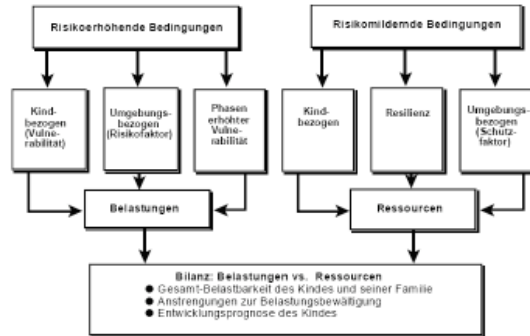 Risikoerhöhende Bedingungen
Risikomildernde Bedingungen
Kind-
bezogen
(Vulne-
rabilität)
Umgebungs-
bezogen
(Risikofaktor)
Phasen
erhöhter
Vulne-
rabilität
Kind-
bezogen
Resilienz
Umgebungs-
bezogen
(Schutz-
faktor)
Belastungen
Ressourcen
Bilanz: Belastungen vs. Ressourcen
● Gesamt-Belastbarkeit des Kindes und seiner Familie
● Anstrengungen zur Belastungsbewältigung
● Entwicklungsprognose des Kindes